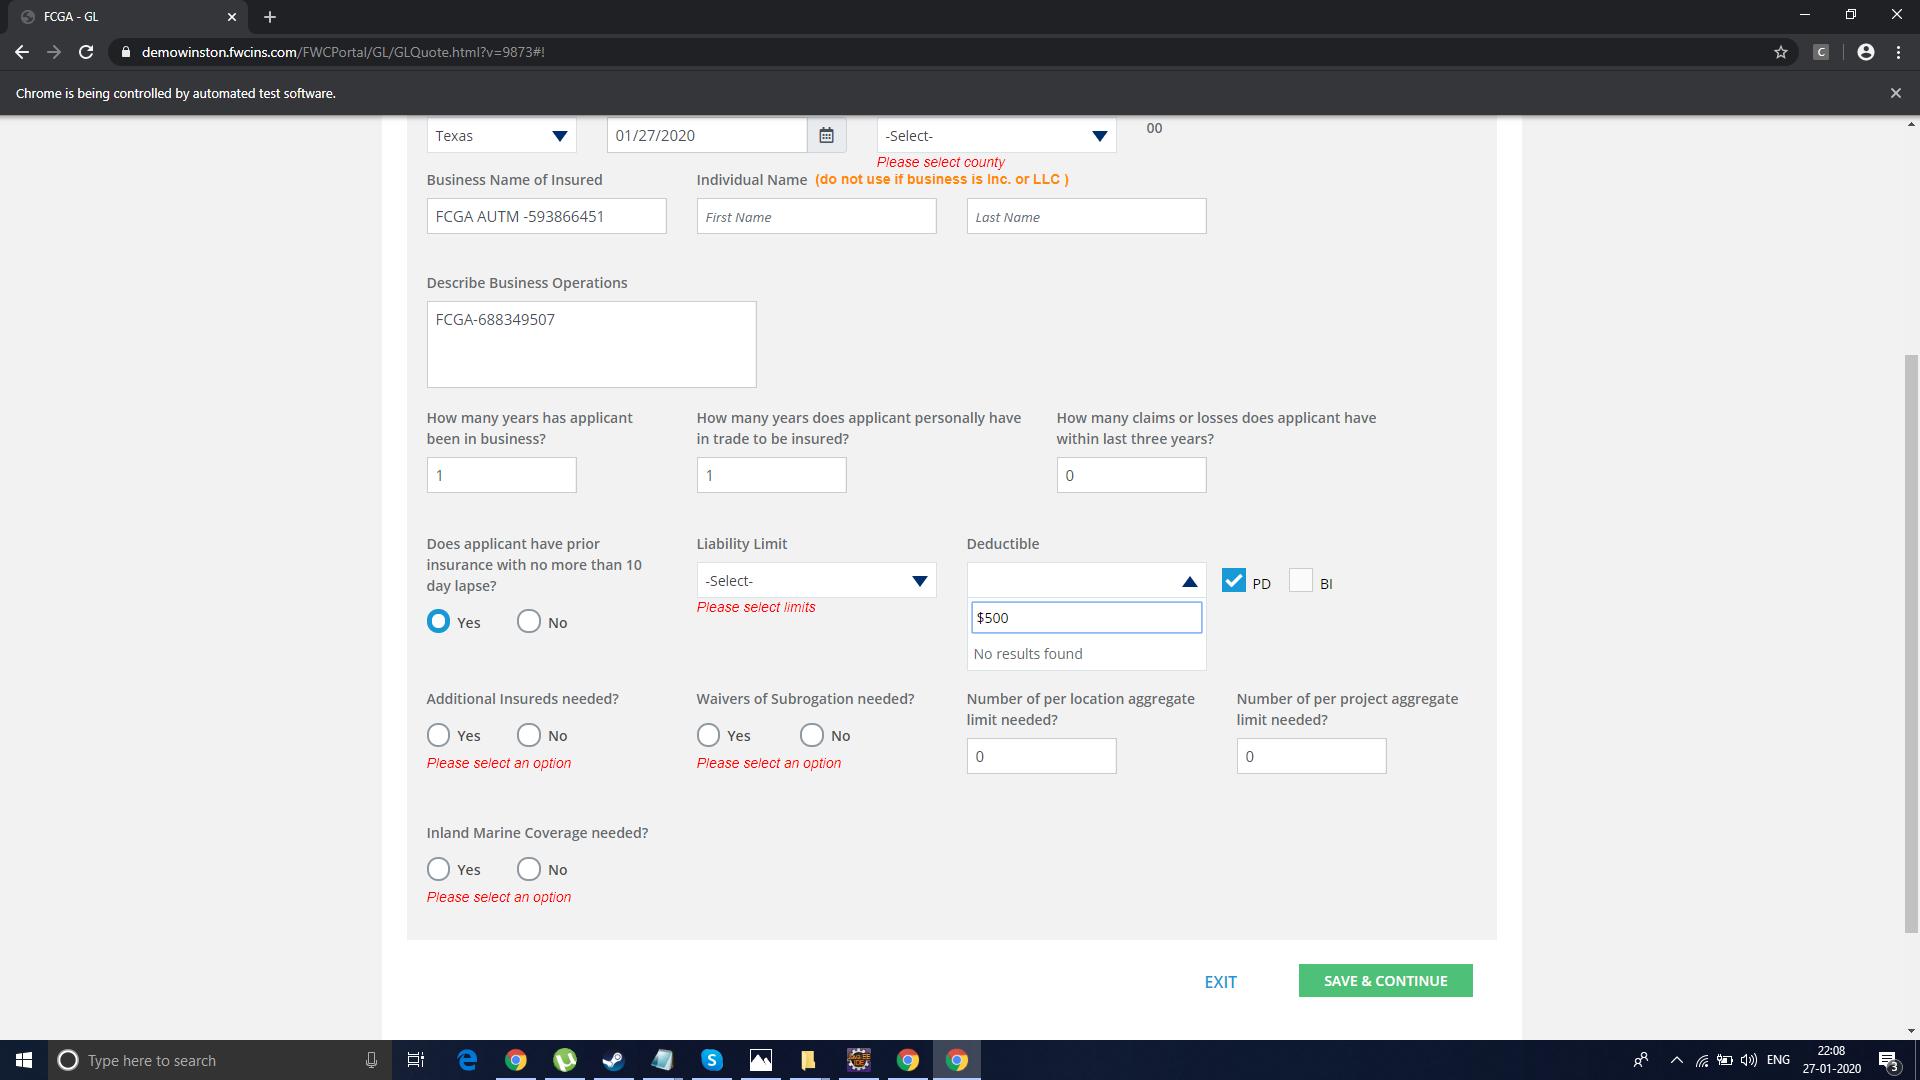 FCGA - GL
demowinston.fwcins.com/FWCPortal/GL/GLQuote.html?v=9873#!
C
Chrome is being controlled by automated test software.
Texas
01/27/2020
-Select-
00
Please select county
Business Name of Insured
Individual Name (do not use if business is Inc. or LLC )
FCGA AUTM -593866451
First Name
Last Name
Describe Business Operations
FCGA-688349507
How many years has applicant
been in business?
How many years does applicant personally have
in trade to be insured?
How many claims or losses does applicant have
within last three years?
1
1
0
Does applicant have prior
insurance with no more than 10
day lapse?
Yes
No
Liability Limit
-Select-
Please select limits
Deductible
PD
BI
$500
No results found
Additional Insureds needed?
Yes
No
Please select an option
Waivers of Subrogation needed?
Yes
No
Please select an option
Number of per location aggregate
limit needed?
0
Number of per project aggregate
limit needed?
0
Inland Marine Coverage needed?
Yes
No
Please select an option
EXIT
SAVE & CONTINUE
Type here to search
ENG
22:08
27-01-2020
3